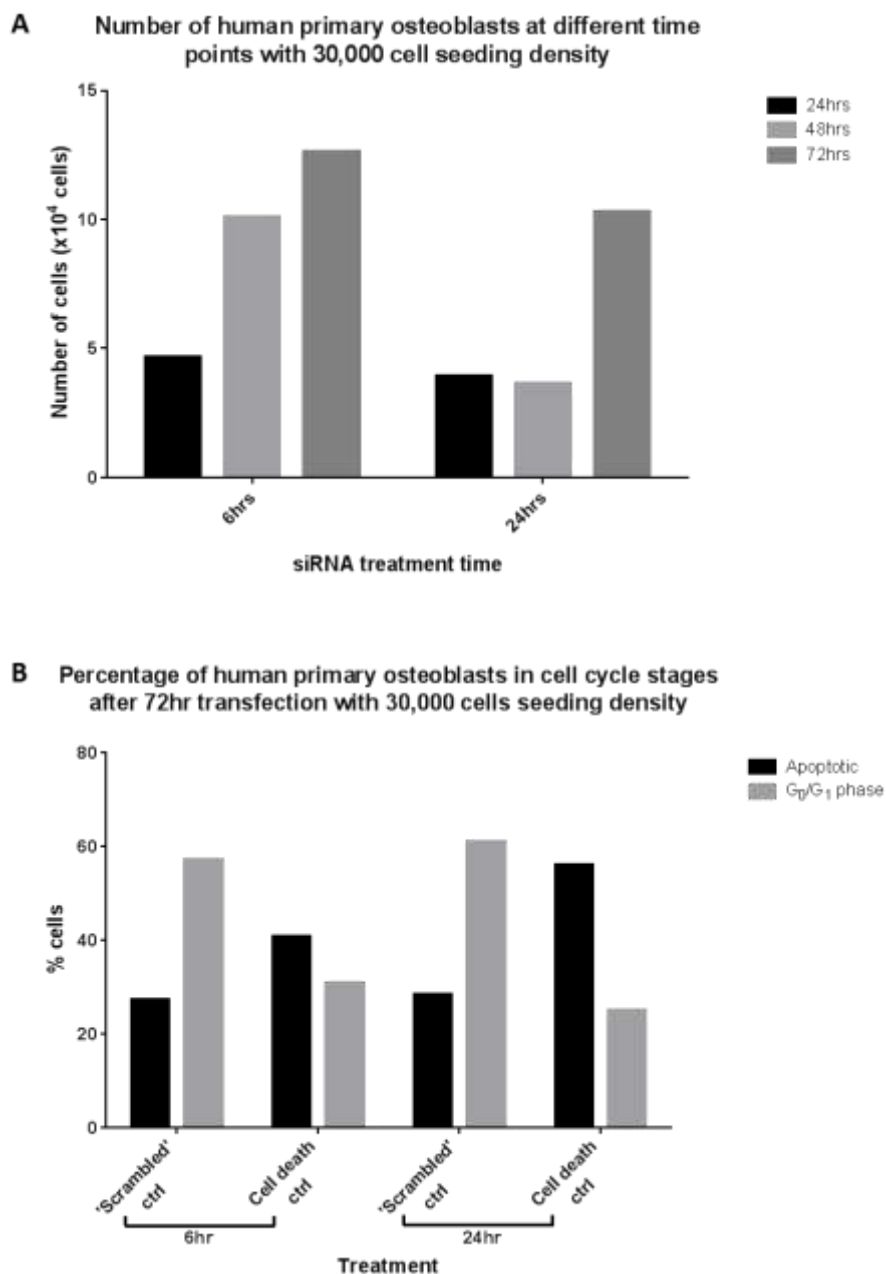 A
Number of human primary osteoblasts at different time
points with 30,000 cell seeding density
15
10
5
0
Number of cells (x10⁴ cells)
24hrs
48hrs
72hrs
6hrs
24hrs
siRNA treatment time
B
Percentage of human primary osteoblasts in cell cycle stages
after 72hr transfection with 30,000 cells seeding density
80
60
40
20
0
% cells
Apoptotic
G₀/G₁ phase
'Scrambled'
ctrl
Cell death
ctrl
'Scrambled'
ctrl
Cell death
ctrl
6hr
24hr
Treatment